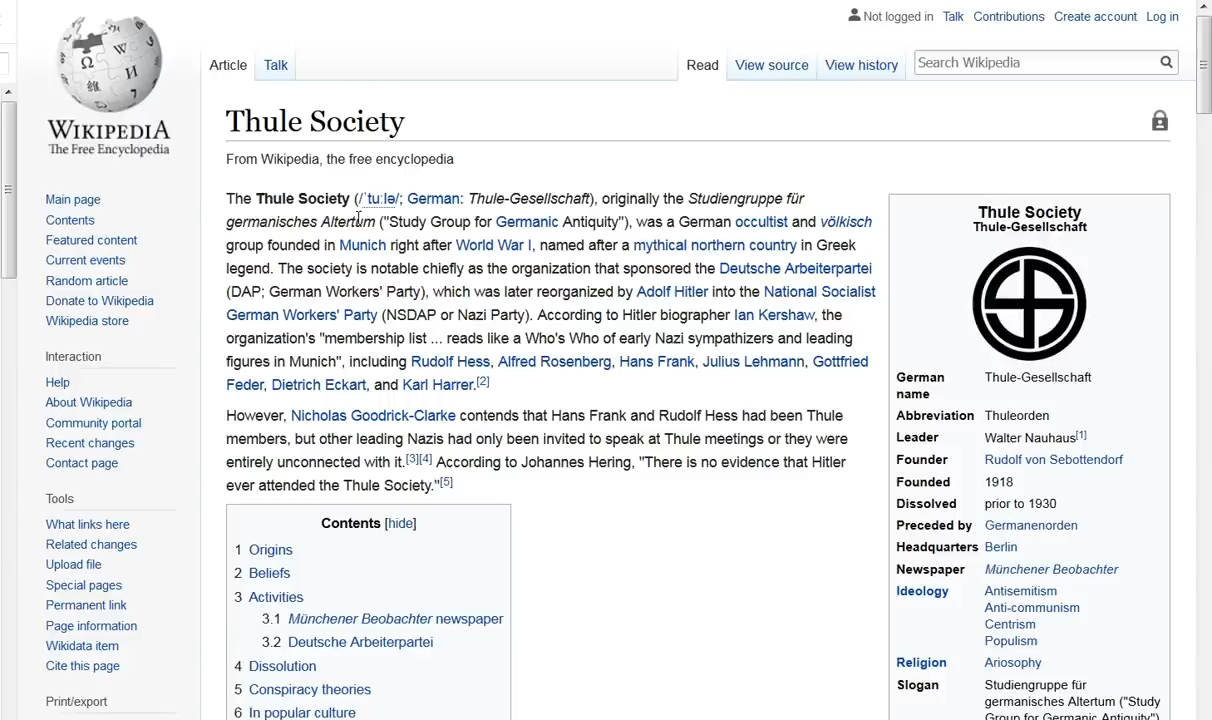 Not logged in Talk Contributions Create account Log in
Article Talk Read View source View history Search Wikipedia
WIKIPEDIA
The Free Encyclopedia
Main page
Contents
Featured content
Current events
Random article
Donate to Wikipedia
Wikipedia store
Interaction
Help
About Wikipedia
Community portal
Recent changes
Contact page
Tools
What links here
Related changes
Upload file
Special pages
Permanent link
Page information
Wikidata item
Cite this page
Print/export
Thule Society
From Wikipedia, the free encyclopedia
The Thule Society (/ˈtuːlə/; German: Thule-Gesellschaft), originally the Studiengruppe für
germanisches Altertum ("Study Group for Germanic Antiquity"), was a German occultist and völkisch
group founded in Munich right after World War I, named after a mythical northern country in Greek
legend. The society is notable chiefly as the organization that sponsored the Deutsche Arbeiterpartei
(DAP; German Workers' Party), which was later reorganized by Adolf Hitler into the National Socialist
German Workers' Party (NSDAP or Nazi Party). According to Hitler biographer Ian Kershaw, the
organization's "membership list ... reads like a Who's Who of early Nazi sympathizers and leading
figures in Munich", including Rudolf Hess, Alfred Rosenberg, Hans Frank, Julius Lehmann, Gottfried
Feder, Dietrich Eckart, and Karl Harrer.[2]
However, Nicholas Goodrick-Clarke contends that Hans Frank and Rudolf Hess had been Thule
members, but other leading Nazis had only been invited to speak at Thule meetings or they were
entirely unconnected with it.[3][4] According to Johannes Hering, "There is no evidence that Hitler
ever attended the Thule Society."[5]
Contents [hide]
1 Origins
2 Beliefs
3 Activities
3.1 Münchener Beobachter newspaper
3.2 Deutsche Arbeiterpartei
4 Dissolution
5 Conspiracy theories
6 In popular culture
Thule Society
Thule-Gesellschaft
German name Thule-Gesellschaft
Abbreviation Thuleorden
Leader Walter Nauhaus[1]
Founder Rudolf von Sebottendorf
Founded 1918
Dissolved prior to 1930
Preceded by Germanenorden
Headquarters Berlin
Newspaper Münchener Beobachter
Ideology Antisemitism
Anti-communism
Centrism
Populism
Religion Ariosophy
Slogan Studiengruppe für
germanisches Altertum ("Study
Group for Germanic Antiquity")